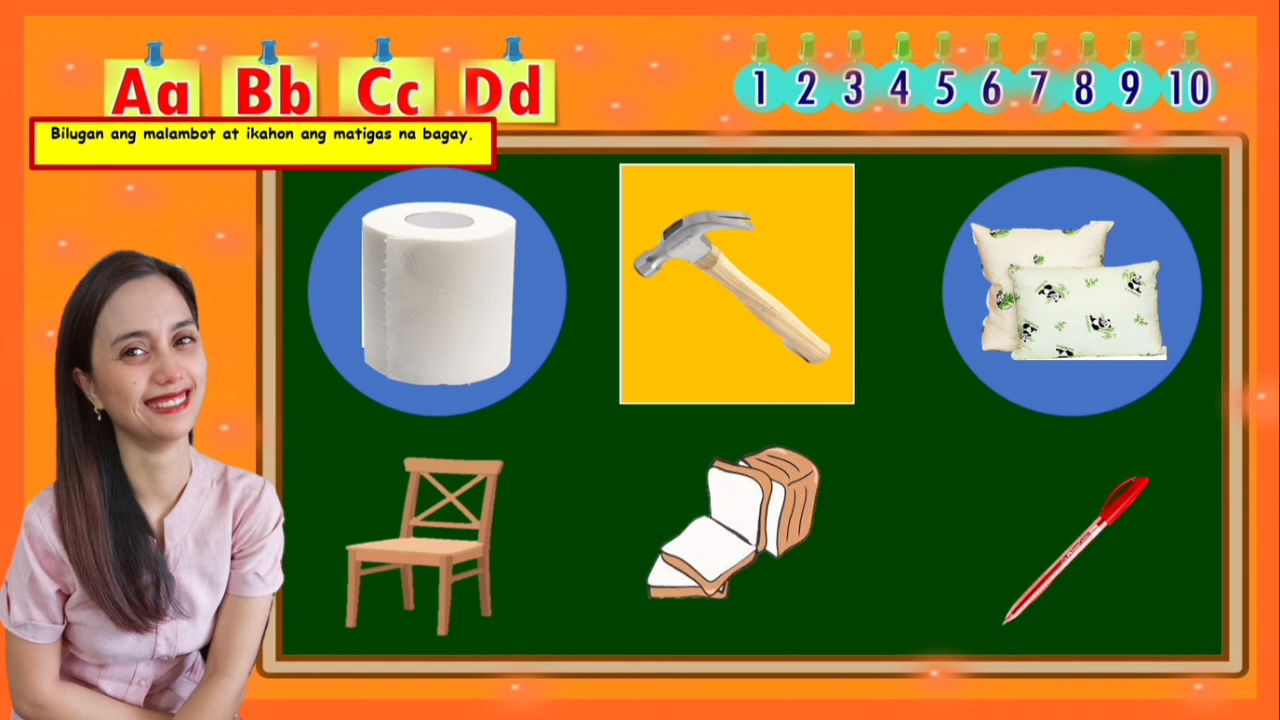 Aa Bb Cc Dd
1 2 3 4 5 6 7 8 9 10
Bilugan ang malambot at ikahon ang matigas na bagay.